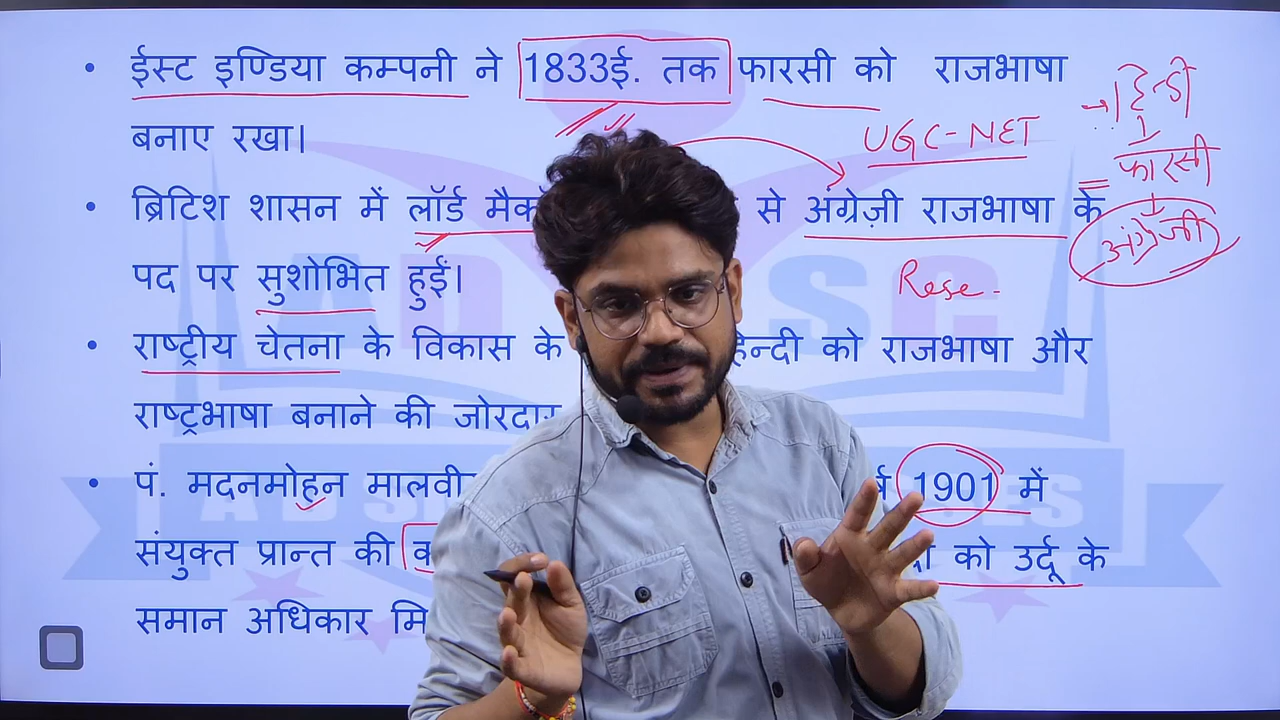 • ईस्ट इण्डिया कम्पनी ने 1833ई. तक फारसी को राजभाषा
बनाए रखा।
• ब्रिटिश शासन में लॉर्ड से अंग्रेज़ी राजभाषा के
पद पर सुशोभित हुईं।
• राष्ट्रीय चेतना के विकास के हिन्दी को राजभाषा और
राष्ट्रभाषा बनाने की जोरदार
• पं. मदनमोहन 1901 में
संयुक्त प्रान्त की को उर्दू के
समान अधिकार
UGC-NET
Rese.
→ हिन्दी
फारसी
अंग्रेजी